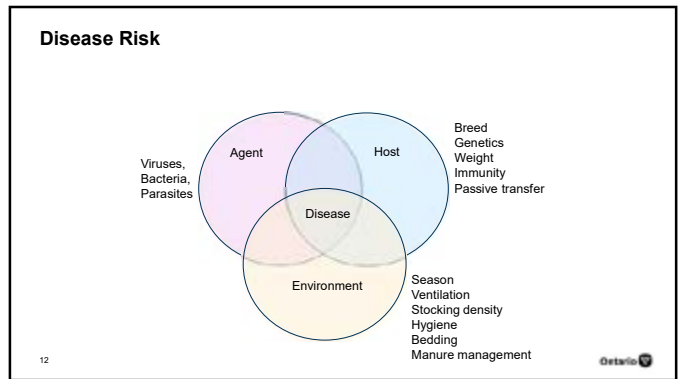 Disease Risk
Agent
Host
Viruses,
Bacteria,
Parasites
Breed
Genetics
Weight
Immunity
Passive transfer
Disease
Environment
Season
Ventilation
Stocking density
Hygiene
Bedding
Manure management
12
Ontario